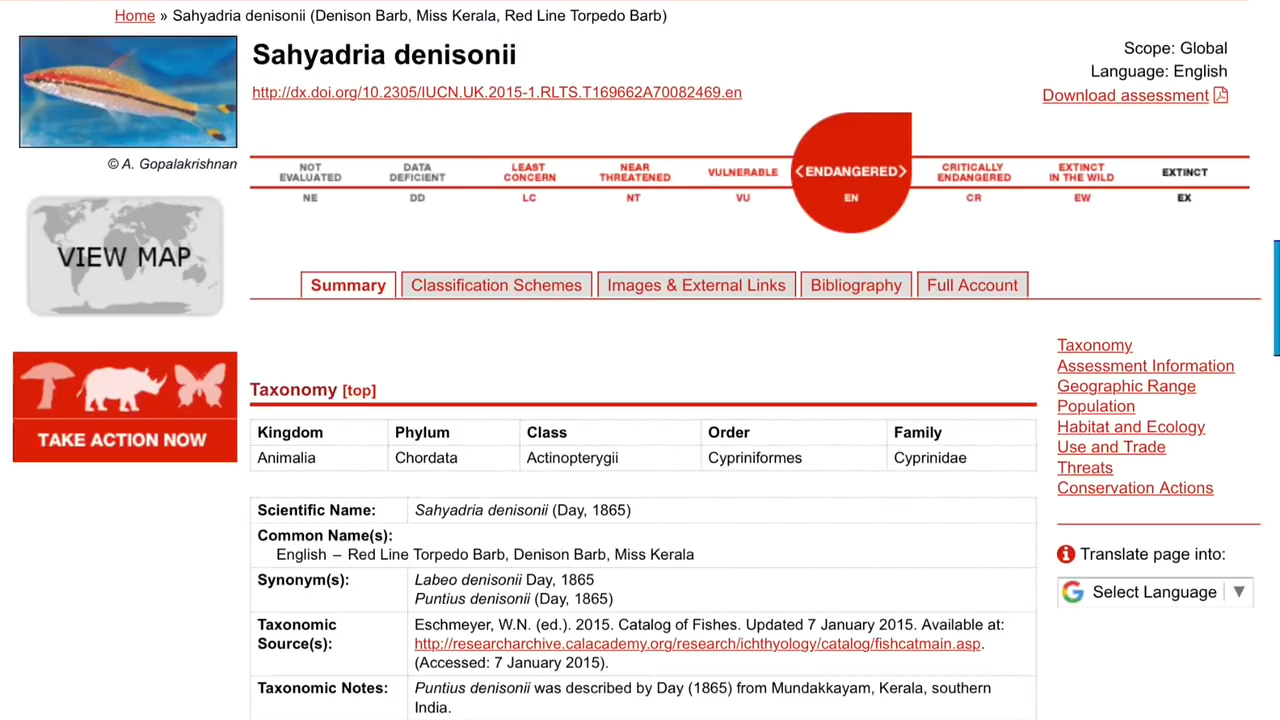 Home » Sahyadria denisonii (Denison Barb, Miss Kerala, Red Line Torpedo Barb)
Sahyadria denisonii
http://dx.doi.org/10.2305/IUCN.UK.2015-1.RLTS.T169662A70082469.en
Scope: Global
Language: English
Download assessment
© A. Gopalakrishnan
NOT EVALUATED
DATA DEFICIENT
LEAST CONCERN
NEAR THREATENED
VULNERABLE
<ENDANGERED>
CRITICALLY ENDANGERED
EXTINCT IN THE WILD
EXTINCT
NE DD LC NT VU EN CR EW EX
VIEW MAP
TAKE ACTION NOW
Summary Classification Schemes Images & External Links Bibliography Full Account
Taxonomy [top]
Kingdom Phylum Class Order Family
Animalia Chordata Actinopterygii Cypriniformes Cyprinidae
Scientific Name: Sahyadria denisonii (Day, 1865)
Common Name(s):
English – Red Line Torpedo Barb, Denison Barb, Miss Kerala
Synonym(s): Labeo denisonii Day, 1865
Puntius denisonii (Day, 1865)
Taxonomic Source(s):
Eschmeyer, W.N. (ed.). 2015. Catalog of Fishes. Updated 7 January 2015. Available at:
http://researcharchive.calacademy.org/research/ichthyology/catalog/fishcatmain.asp.
(Accessed: 7 January 2015).
Taxonomic Notes: Puntius denisonii was described by Day (1865) from Mundakkayam, Kerala, southern
India.
Taxonomy
Assessment Information
Geographic Range
Population
Habitat and Ecology
Use and Trade
Threats
Conservation Actions
Translate page into:
Select Language